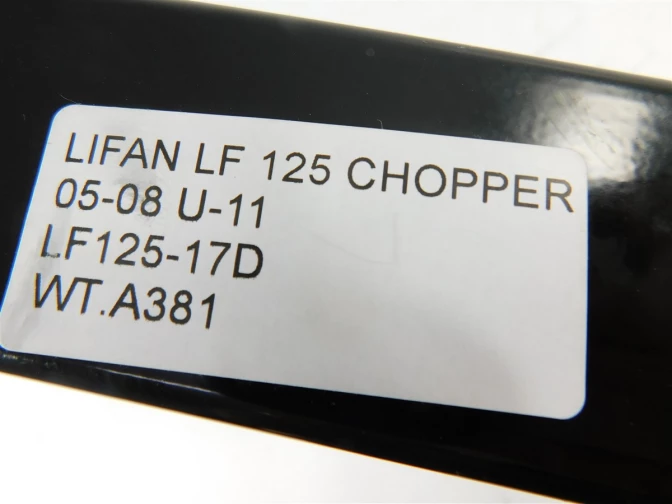 LIFAN LF 125 CHOPPER
05-08 U-11
LF125-17D
WT.A381